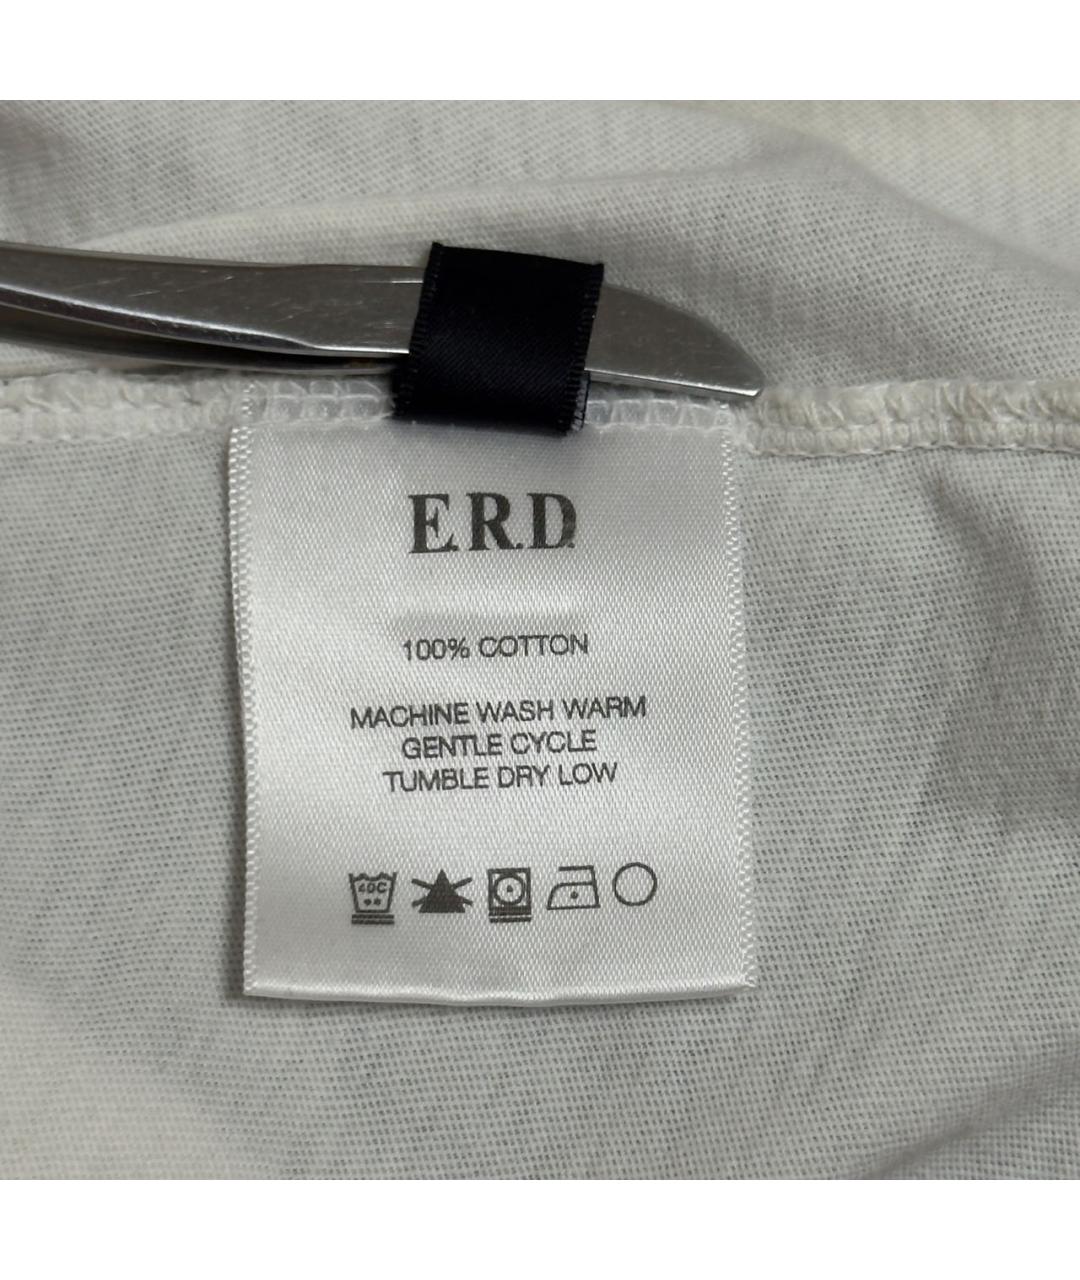 E.R.D.
100% COTTON
MACHINE WASH WARM
GENTLE CYCLE
TUMBLE DRY LOW
40C